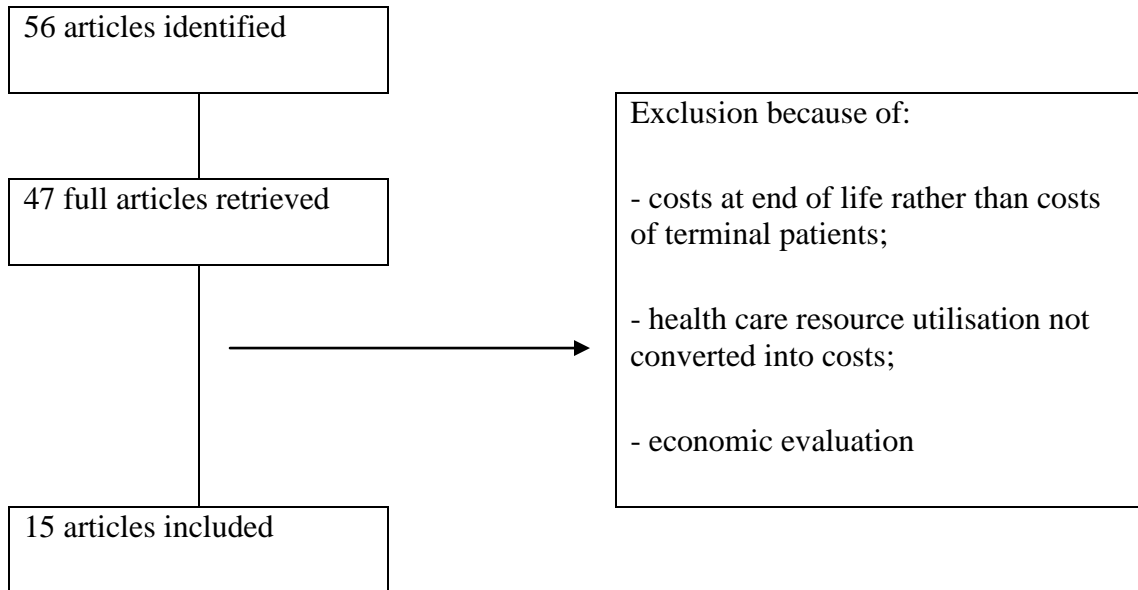 56 articles identified
47 full articles retrieved
Exclusion because of:
- costs at end of life rather than costs
of terminal patients;
- health care resource utilisation not
converted into costs;
- economic evaluation
15 articles included